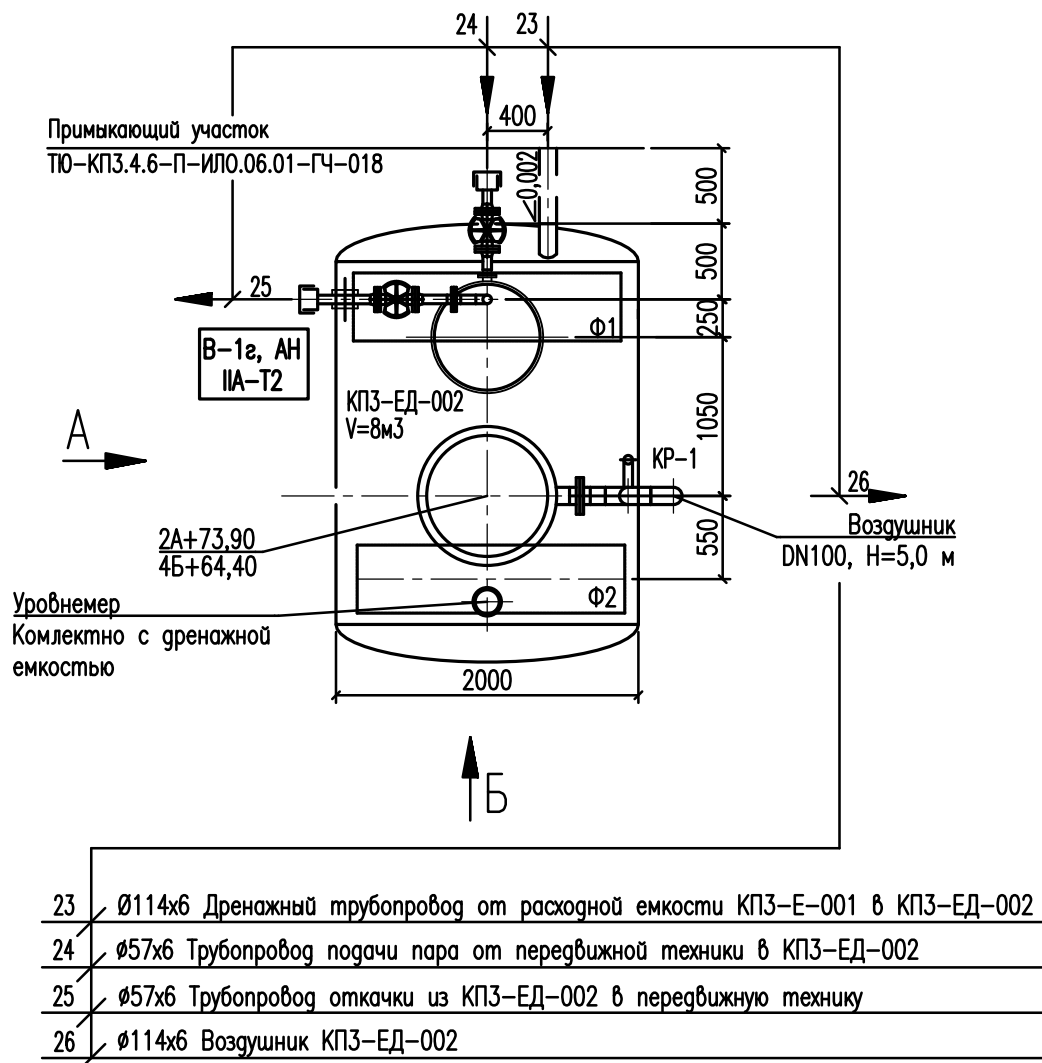 24
23
400
Примыкающий участок
ТЮ-КП3.4.6-П-ИЛО.06.01-ГЧ-018
0,002
500
500
25
250
Ф1
В-1г, АН
IIА-Т2
КП3-ЕД-002
V=8м3
1050
А
КР-1
26
2А+73,90
4Б+64,40
550
Воздушник
DN100, Н=5,0 м
Ф2
Уровнемер
Комлектно с дренажной
емкостью
2000
Б
23 Ø114х6 Дренажный трубопровод от расходной емкости КП3-Е-001 в КП3-ЕД-002
24 ø57х6 Трубопровод подачи пара от передвижной техники в КП3-ЕД-002
25 ø57х6 Трубопровод откачки из КП3-ЕД-002 в передвижную технику
26 ø114х6 Воздушник КП3-ЕД-002